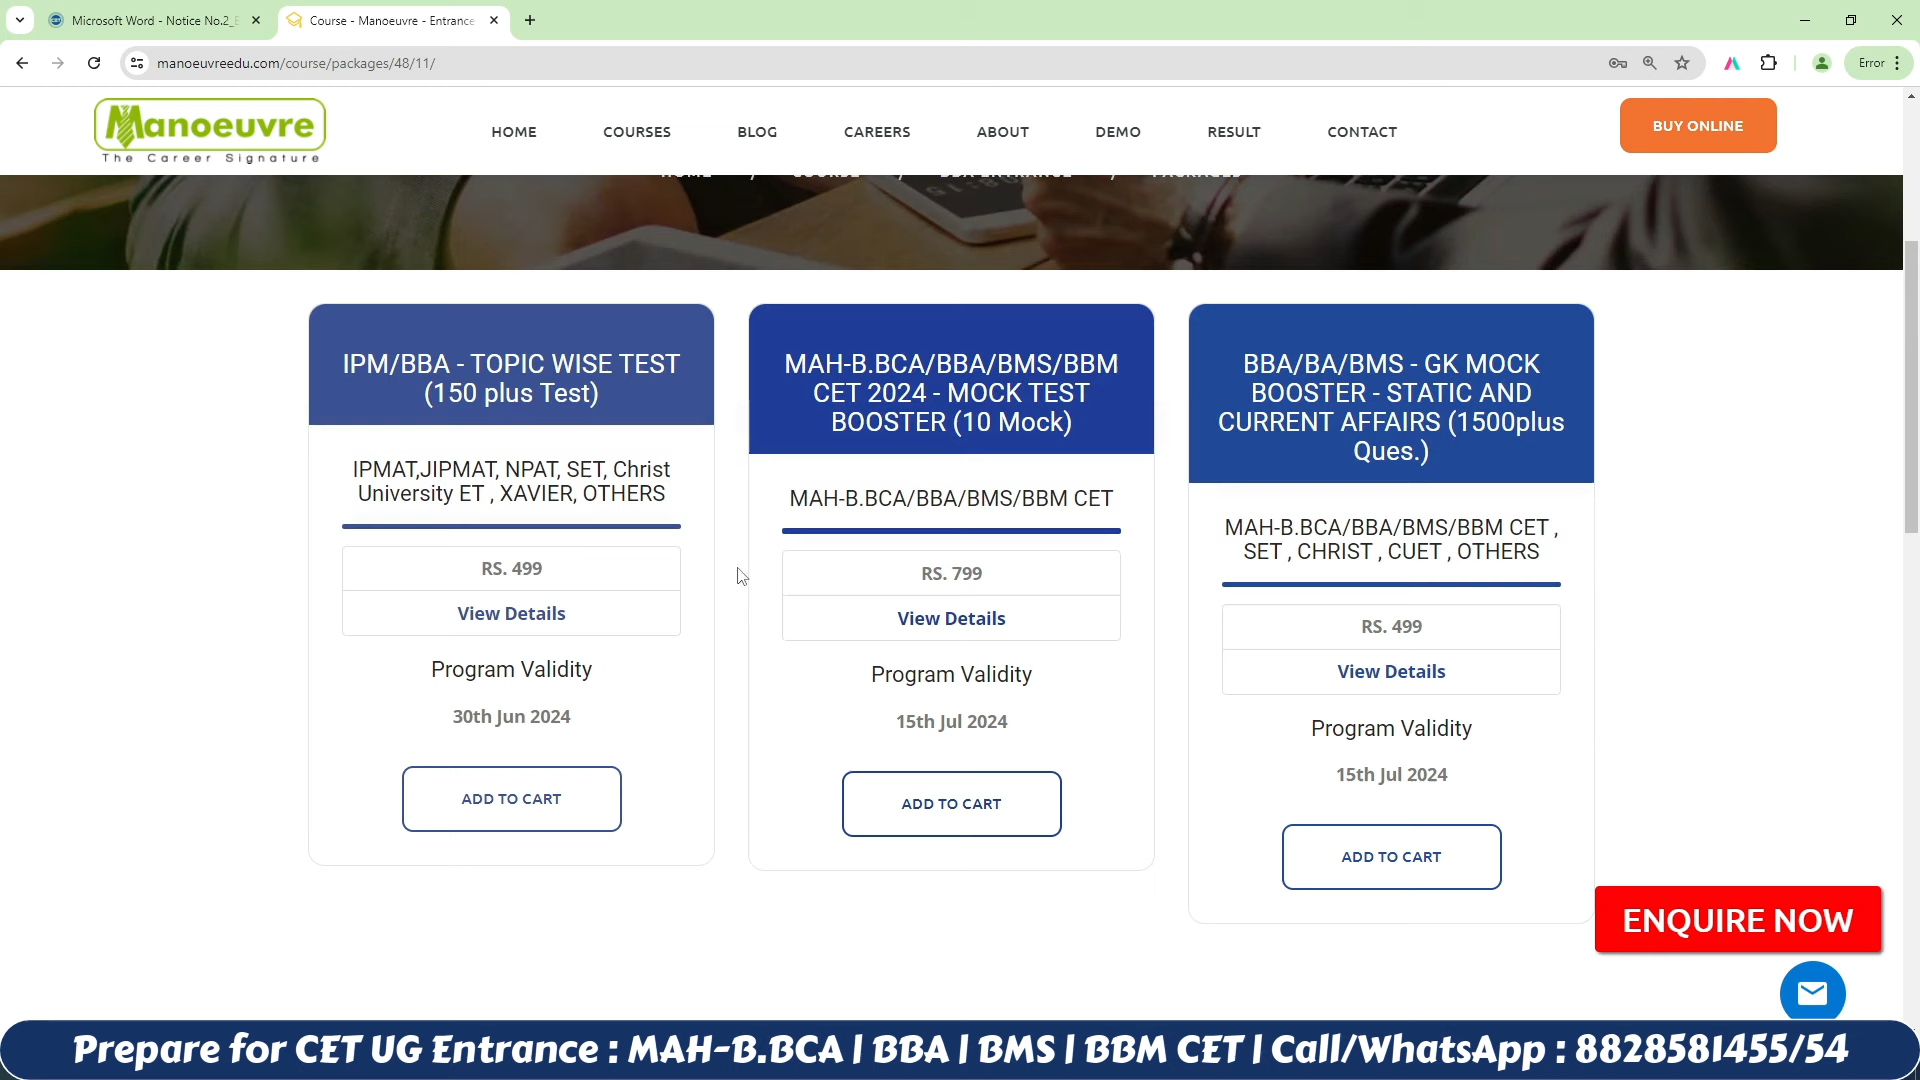 Microsoft Word - Notice No.2_
Course - Manoeuvre - Entrance
manoeuvreedu.com/course/packages/48/11/
Error
Manoeuvre
The Career Signature
HOME
COURSES
BLOG
CAREERS
ABOUT
DEMO
RESULT
CONTACT
BUY ONLINE
HOME / COURSE / BBA ENTRANCE / PACKAGES
IPM/BBA - TOPIC WISE TEST
(150 plus Test)
IPMAT,JIPMAT, NPAT, SET, Christ
University ET , XAVIER, OTHERS
RS. 499
View Details
Program Validity
30th Jun 2024
ADD TO CART
MAH-B.BCA/BBA/BMS/BBM
CET 2024 - MOCK TEST
BOOSTER (10 Mock)
MAH-B.BCA/BBA/BMS/BBM CET
RS. 799
View Details
Program Validity
15th Jul 2024
ADD TO CART
BBA/BA/BMS - GK MOCK
BOOSTER - STATIC AND
CURRENT AFFAIRS (1500plus
Ques.)
MAH-B.BCA/BBA/BMS/BBM CET ,
SET , CHRIST , CUET , OTHERS
RS. 499
View Details
Program Validity
15th Jul 2024
ADD TO CART
ENQUIRE NOW
Prepare for CET UG Entrance : MAH-B.BCA | BBA | BMS | BBM CET | Call/WhatsApp : 8828581455/54